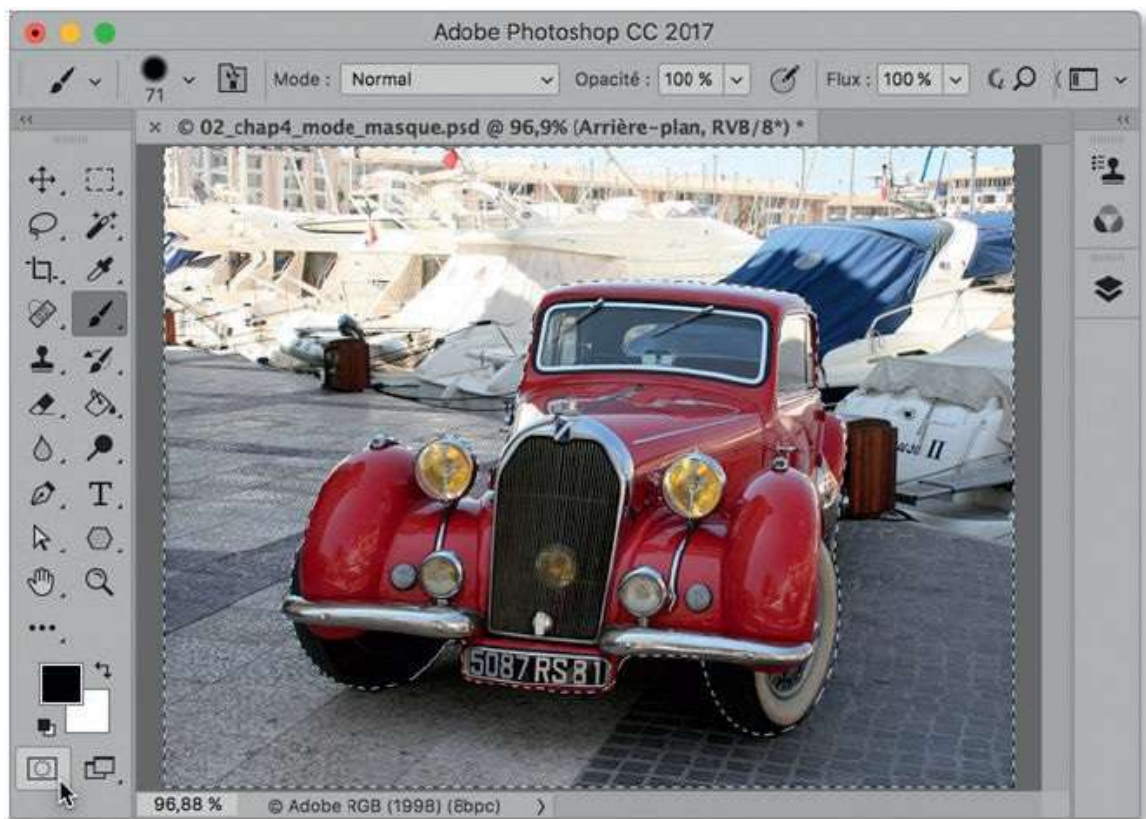 Adobe Photoshop CC 2017
71 Mode : Normal Opacité : 100 % Flux : 100 %
× © 02_chap4_mode_masque.psd @ 96,9% (Arrière-plan, RVB/8*) *
II
5087 RS 81
T
96,88 % © Adobe RGB (1998) (8bpc)